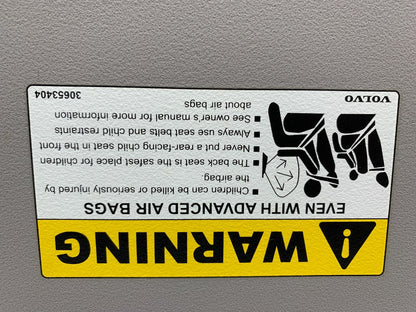 WARNING
EVEN WITH ADVANCED AIR BAGS
■ Children can be killed or seriously injured by
the airbag
■ The back seat is the safest place for children
■ Never put a rear-facing child seat in the front
■ Always use seat belts and child restraints
■ See owner's manual for more information
about air bags
VOLVO
30653404